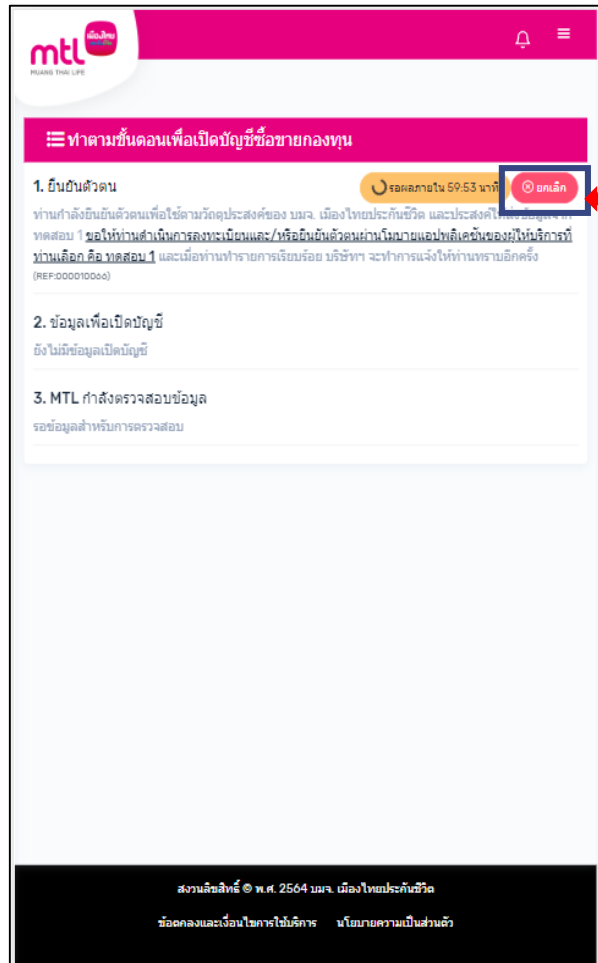 mtl เมืองไทย
MUANG THAI LIFE
ทำตามขั้นตอนเพื่อเปิดบัญชีซื้อขายกองทุน
1. ยืนยันตัวตน รอผลภายใน 59:53 นาที ยกเลิก
ท่านกำลังยืนยันตัวตนเพื่อใช้ตามวัตถุประสงค์ของ บมจ. เมืองไทยประกันชีวิต และประสงค์ให้ส่งข้อมูลจาก
ทดสอบ 1 ขอให้ท่านดำเนินการลงทะเบียนและ/หรือยืนยันตัวตนผ่านโมบายแอปพลิเคชันของผู้ให้บริการที่
ท่านเลือก คือ ทดสอบ 1 และเมื่อท่านทำรายการเรียบร้อย บริษัทฯ จะทำการแจ้งให้ท่านทราบอีกครั้ง
(REF:000010066)
2. ข้อมูลเพื่อเปิดบัญชี
ยังไม่มีข้อมูลเปิดบัญชี
3. MTL กำลังตรวจสอบข้อมูล
รอข้อมูลสำหรับการตรวจสอบ
สงวนลิขสิทธิ์ © พ.ศ. 2564 บมจ. เมืองไทยประกันชีวิต
ข้อตกลงและเงื่อนไขการใช้บริการ นโยบายความเป็นส่วนตัว